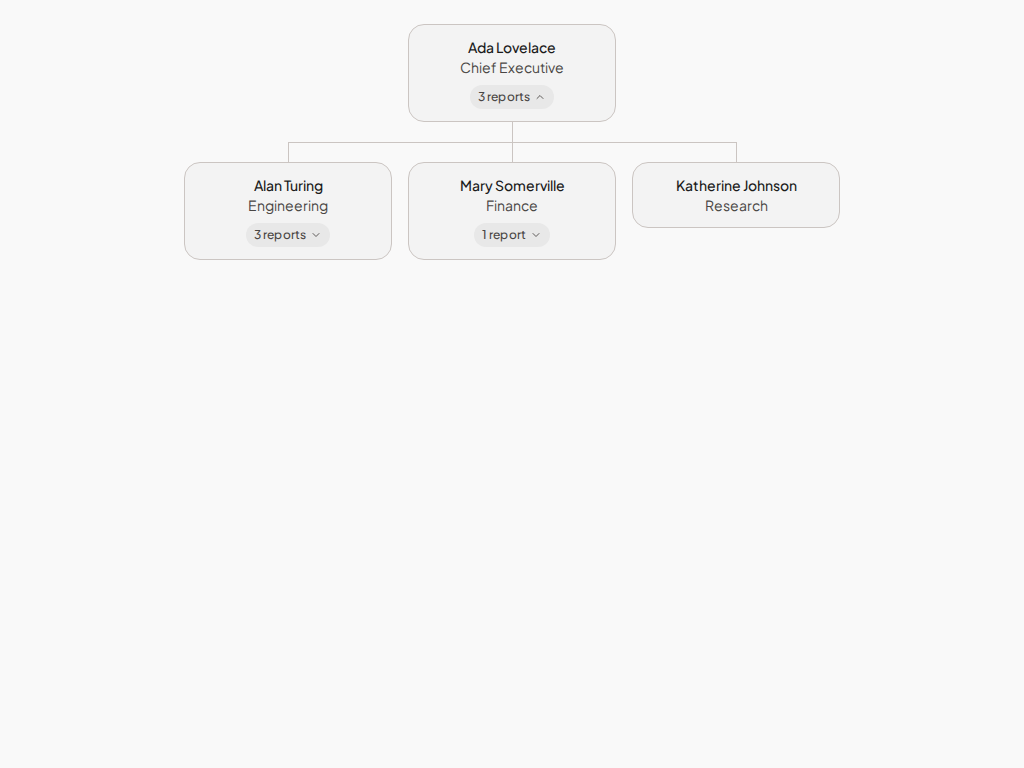 Ada Lovelace
Chief Executive
3 reports
Alan Turing
Engineering
3 reports
Mary Somerville
Finance
1 report
Katherine Johnson
Research